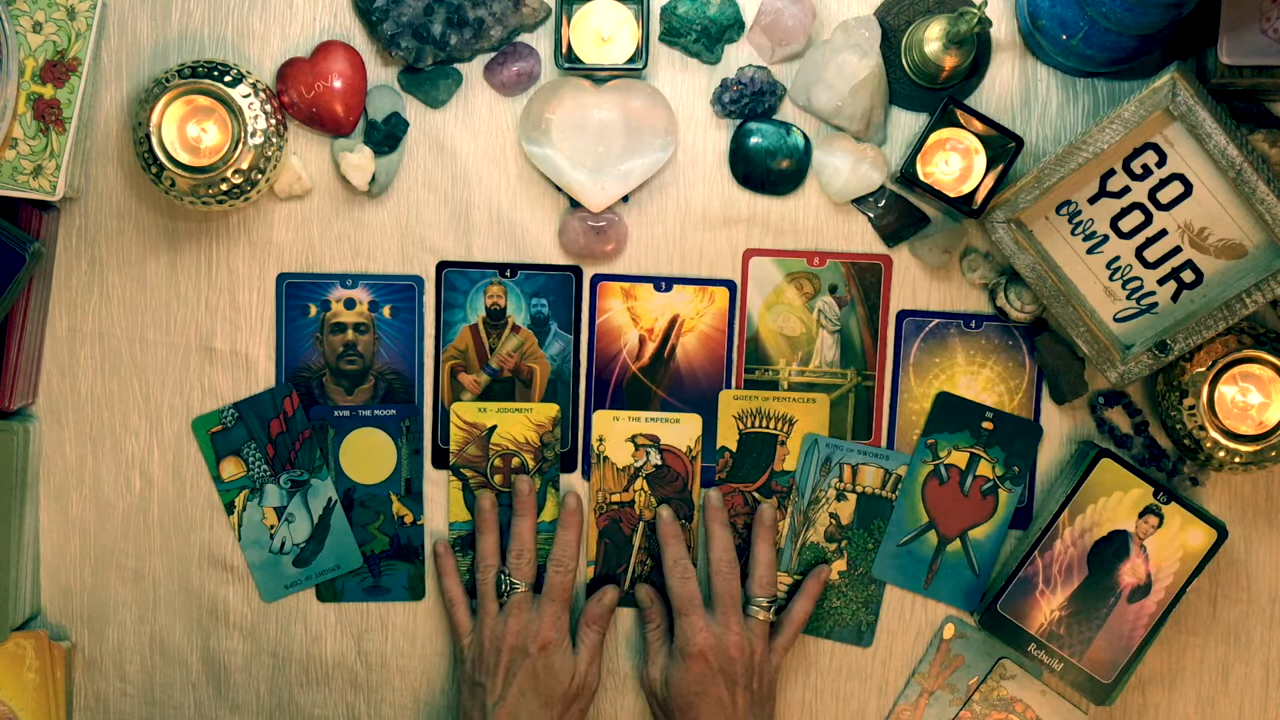 LOVE
GO
YOUR
own way
0
4
3
8
4
XVIII - THE MOON
XX - JUDGMENT
IV - THE EMPEROR
QUEEN OF PENTACLES
KING OF SWORDS
III
KNIGHT OF CUPS
16
Rebuild